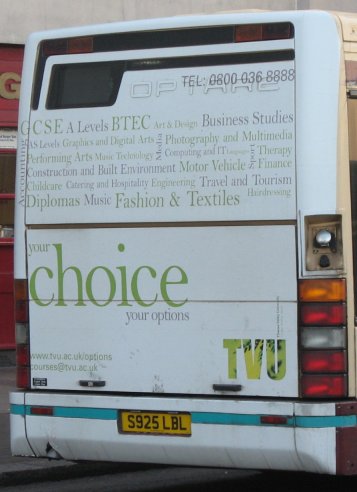 TEL: 0800 036 8888
OPTARE
GCSE A Levels BTEC Art & Design Business Studies
AS Levels Graphics and Digital Arts Media Photography and Multimedia
Accounting
Performing Arts Music Technology Computing and IT Languages Sport Therapy
Construction and Built Environment Motor Vehicle Finance
Childcare Catering and Hospitality Engineering Travel and Tourism
Diplomas Music Fashion & Textiles Hairdressing
your
choice
your options
TVU
www.tvu.ac.uk/options
courses@tvu.ac.uk
S925 LBL